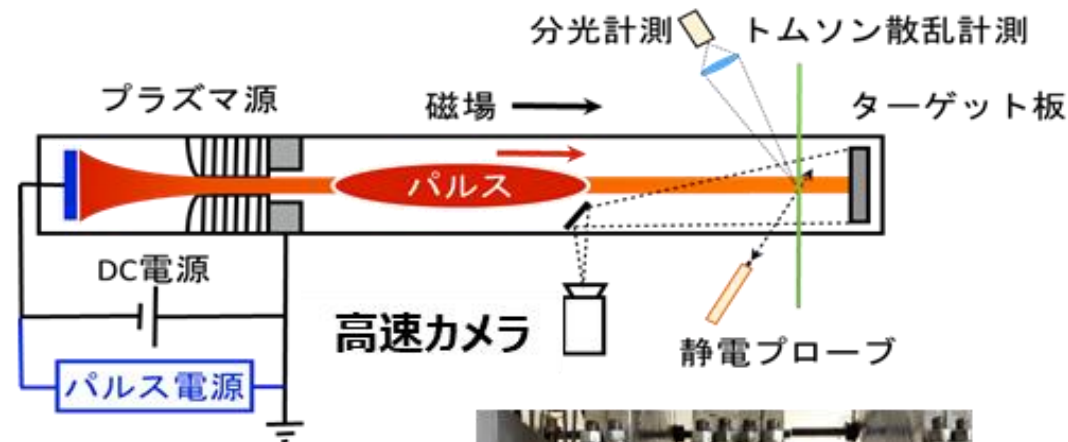 分光計測
トムソン散乱計測
プラズマ源
磁場
ターゲット板
パルス
DC電源
高速カメラ
静電プローブ
パルス電源